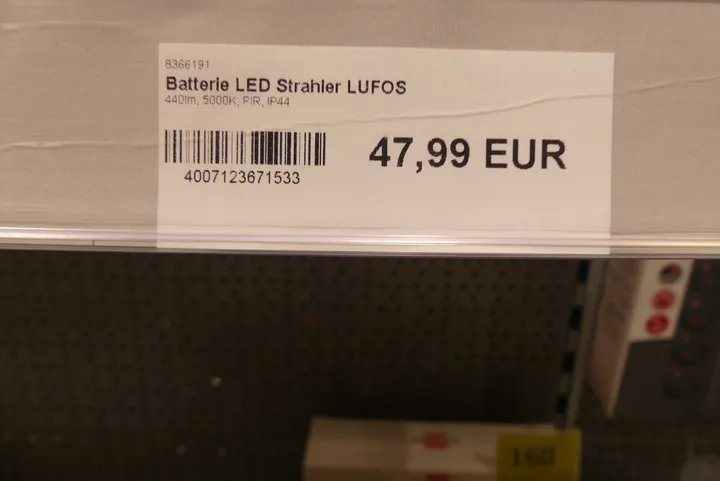 8366191
Batterie LED Strahler LUFOS
440lm, 5000K, PIR, IP44
47,99 EUR
4007123671533
160